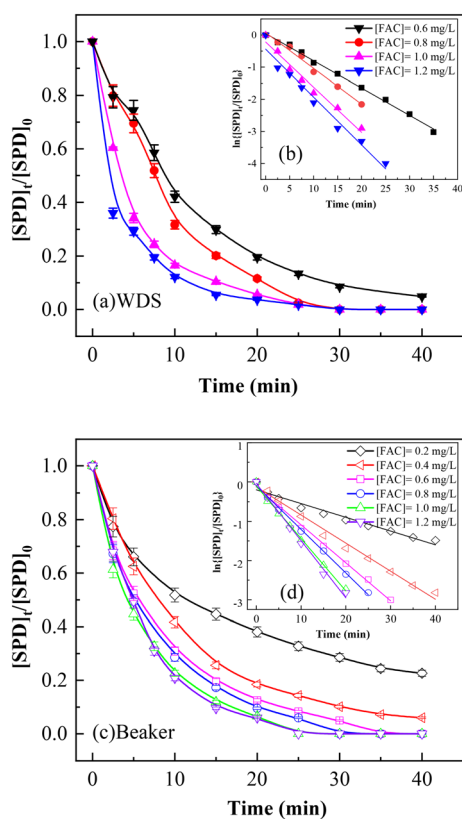 [FAC]= 0.6 mg/L
[FAC]= 0.8 mg/L
[FAC]= 1.0 mg/L
[FAC]= 1.2 mg/L
0
-1
-2
-3
-4
ln([SPD]t/[SPD]0)
(b)
0 5 10 15 20 25 30 35 40
Time (min)
1.0
0.8
0.6
0.4
0.2
0.0
[SPD]t/[SPD]0
(a)WDS
0 10 20 30 40
Time (min)
[FAC]= 0.2 mg/L
[FAC]= 0.4 mg/L
[FAC]= 0.6 mg/L
[FAC]= 0.8 mg/L
[FAC]= 1.0 mg/L
[FAC]= 1.2 mg/L
1
0
-1
-2
-3
ln([SPD]t/[SPD]0)
(d)
0 10 20 30 40
Time (min)
1.0
0.8
0.6
0.4
0.2
0.0
[SPD]t/[SPD]0
(c)Beaker
0 10 20 30 40
Time (min)